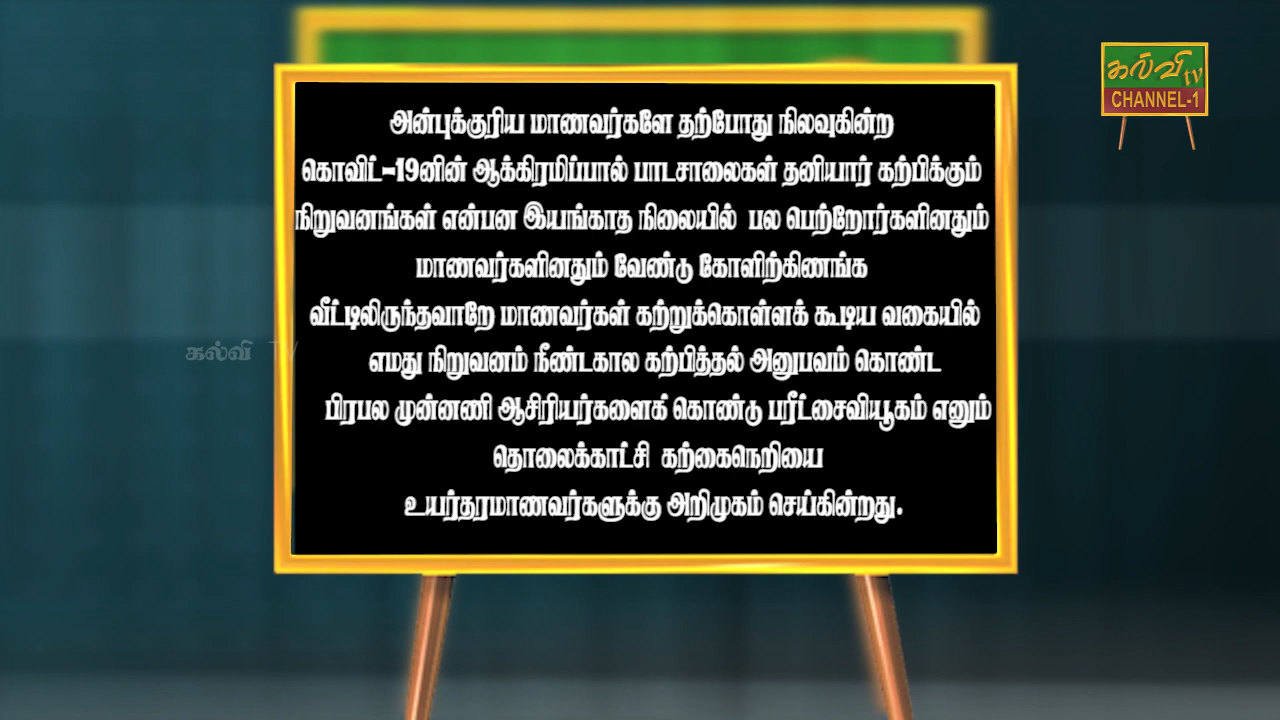 கல்வி tv
CHANNEL-1
அன்புக்குரிய மாணவர்களே தற்போது நிலவுகின்ற
கொவிட்-19னின் ஆக்கிரமிப்பால் பாடசாலைகள் தனியார் கற்பிக்கும்
நிறுவனங்கள் என்பன இயங்காத நிலையில் பல பெற்றோர்களினதும்
மாணவர்களினதும் வேண்டு கோளிற்கிணங்க
வீட்டிலிருந்தவாறே மாணவர்கள் கற்றுக்கொள்ளக் கூடிய வகையில்
எமது நிறுவனம் நீண்டகால கற்பித்தல் அனுபவம் கொண்ட
பிரபல முன்னணி ஆசிரியர்களைக் கொண்டு பரீட்சைவியூகம் எனும்
தொலைக்காட்சி கற்கைநெறியை
உயர்தரமாணவர்களுக்கு அறிமுகம் செய்கின்றது.
கல்வி TV